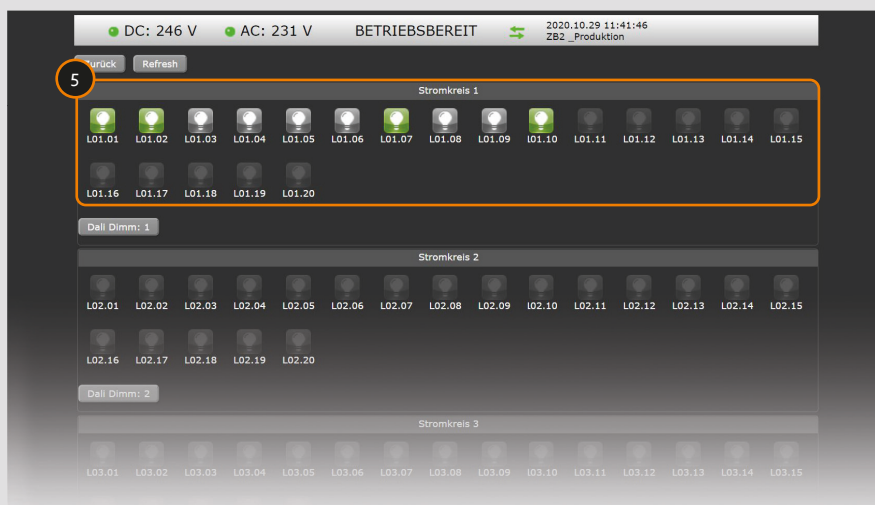 DC: 246 V AC: 231 V BETRIEBSBEREIT 2020.10.29 11:41:46
ZB2 _Produktion
Zurück Refresh
5
Stromkreis 1
L01.01 L01.02 L01.03 L01.04 L01.05 L01.06 L01.07 L01.08 L01.09 l01.10 L01.11 L01.12 L01.13 L01.14 L01.15
L01.16 L01.17 L01.18 L01.19 L01.20
Dali Dimm: 1
Stromkreis 2
L02.01 L02.02 L02.03 L02.04 L02.05 L02.06 L02.07 L02.08 L02.09 l02.10 L02.11 L02.12 L02.13 L02.14 L02.15
L02.16 L02.17 L02.18 L02.19 L02.20
Dali Dimm: 2
Stromkreis 3
L03.01 L03.02 L03.03 L03.04 L03.05 L03.06 L03.07 L03.08 L03.09 l03.10 L03.11 L03.12 L03.13 L03.14 L03.15